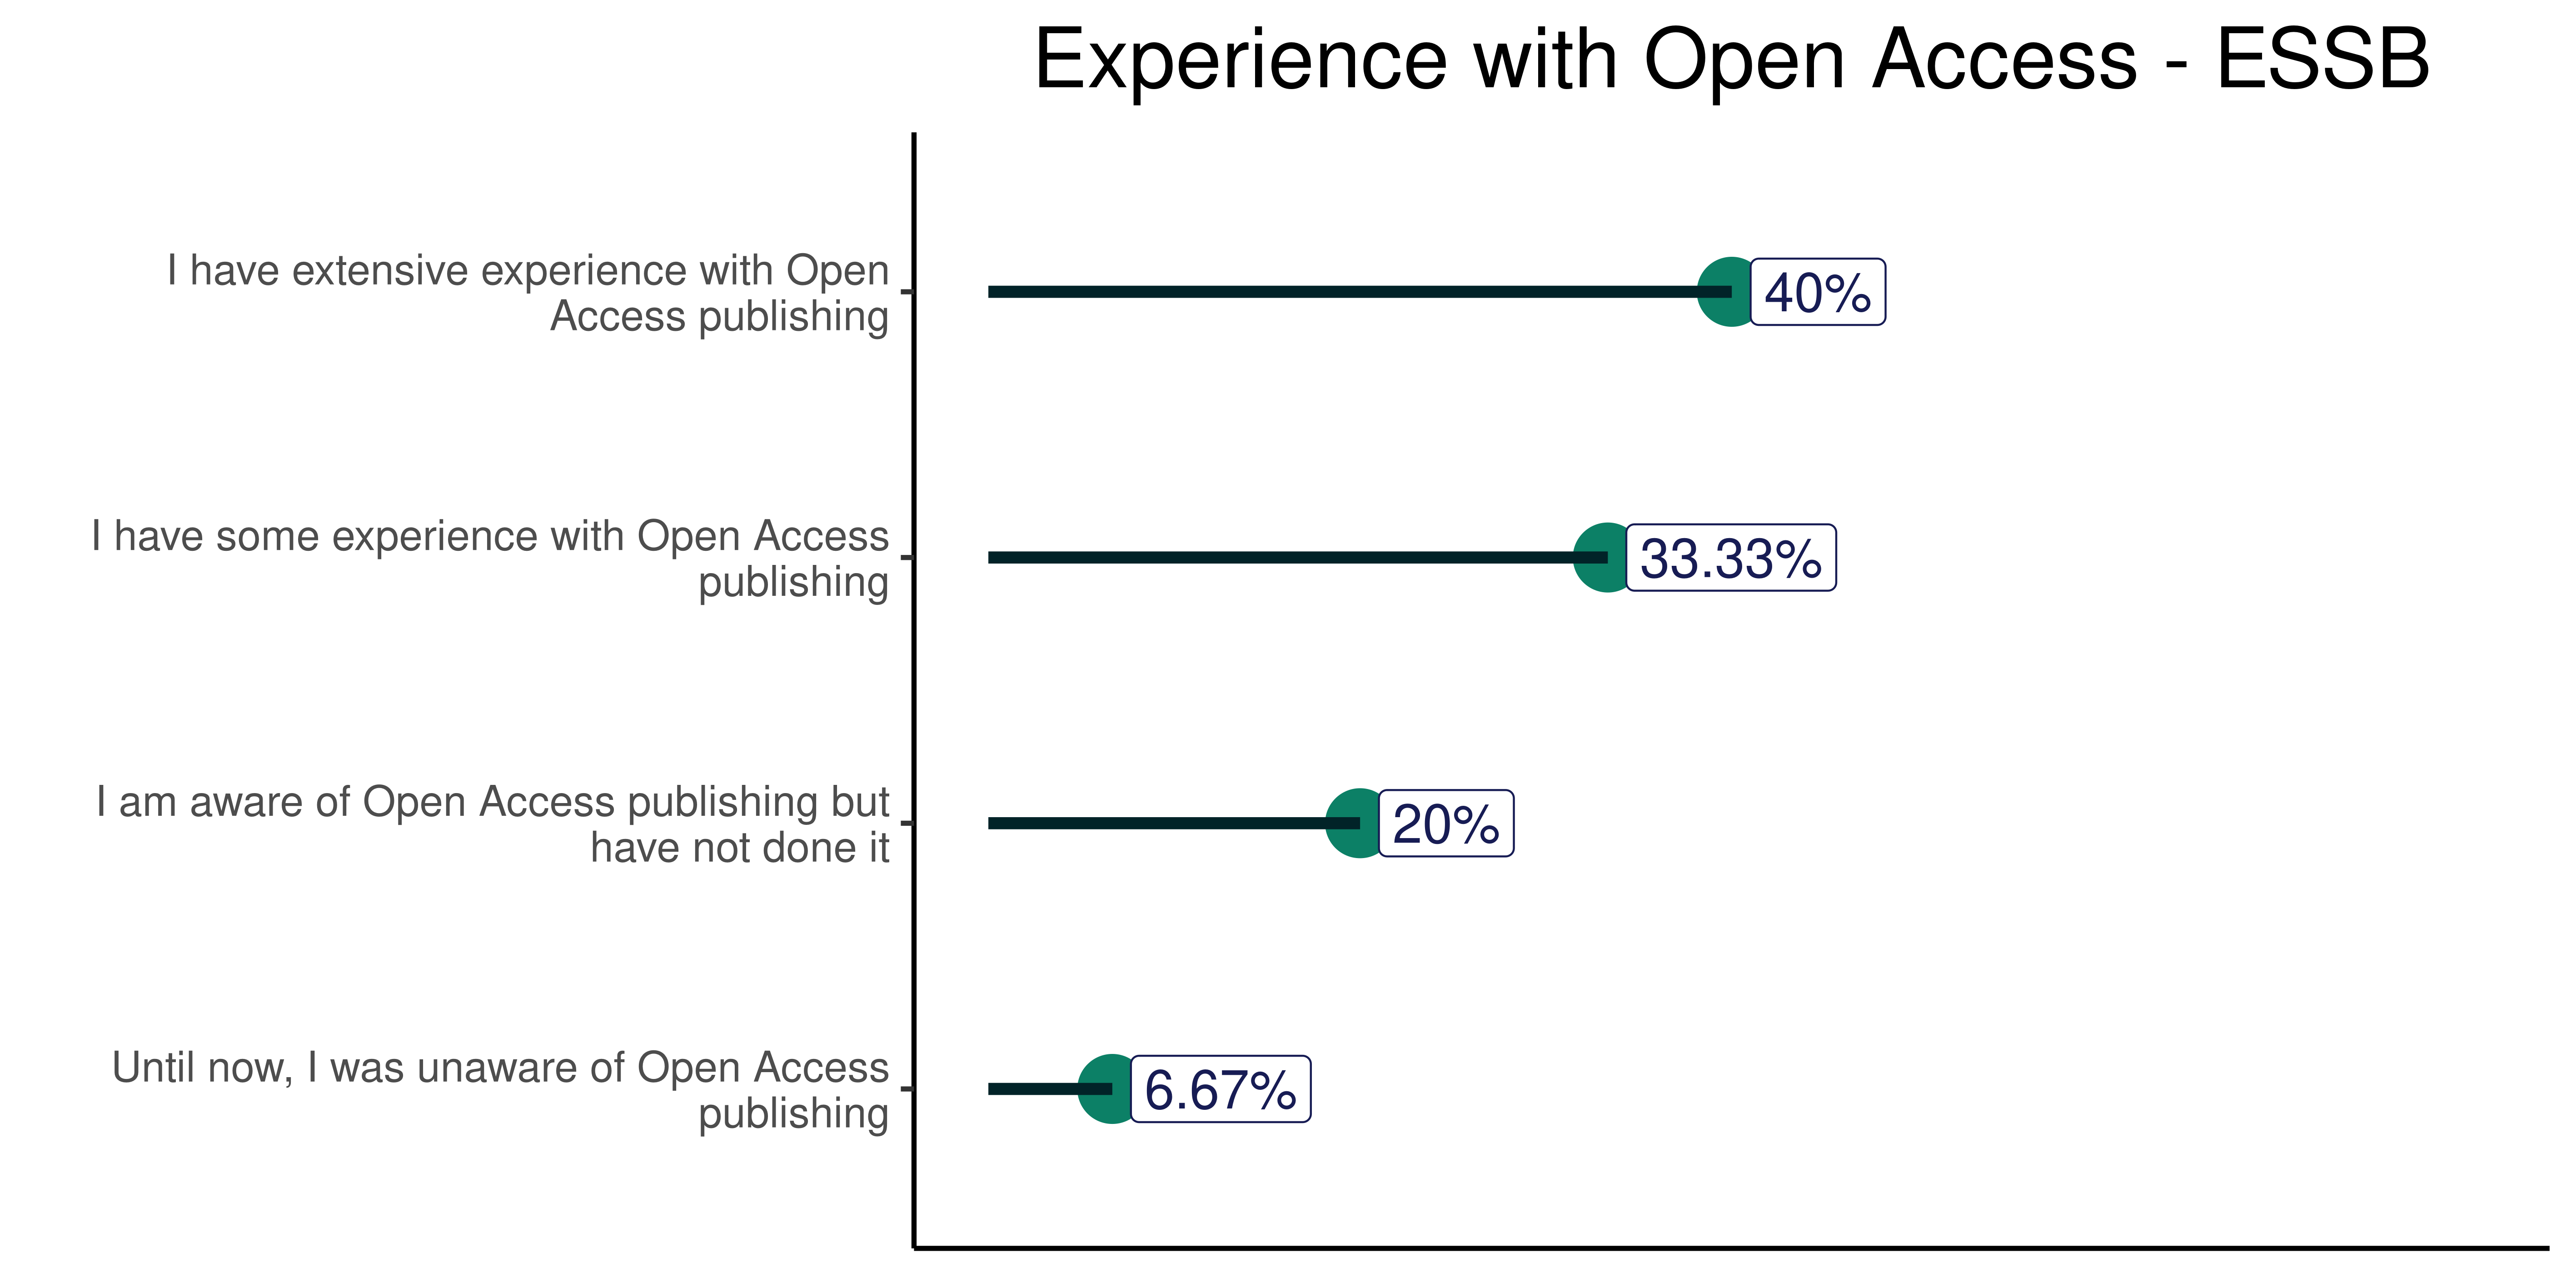 Experience with Open Access - ESSB
I have extensive experience with Open
Access publishing
40%
I have some experience with Open Access
publishing
33.33%
I am aware of Open Access publishing but
have not done it
20%
Until now, I was unaware of Open Access
publishing
6.67%